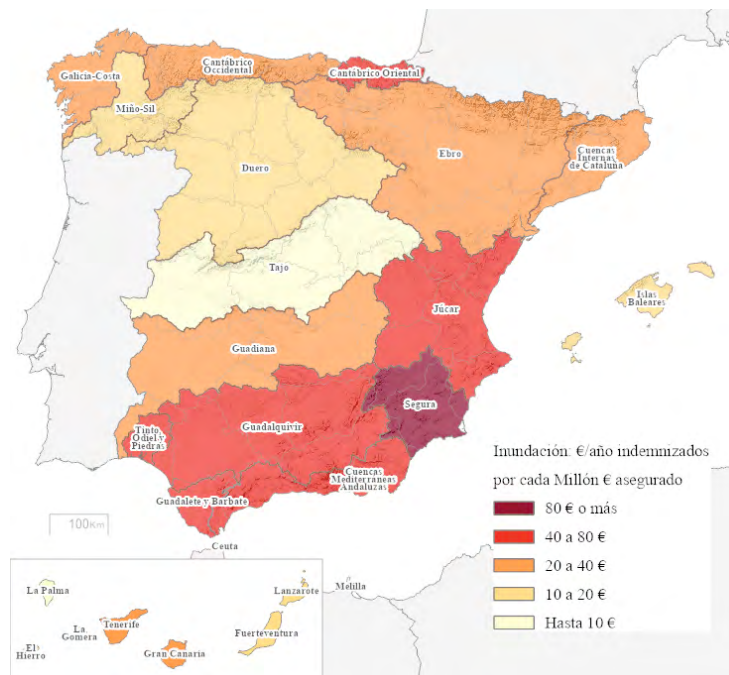 Galicia-Costa
Cantábrico
Occidental
Cantábrico Oriental
Miño-Sil
Duero
Ebro
Cuencas
Internas
de Cataluña
Tajo
Islas
Baleares
Júcar
Guadiana
Segura
Guadalquivir
Tinto,
Odiel y
Piedras
Cuencas
Mediterráneas
Andaluzas
Guadalete y Barbate
100Km
Ceuta
Melilla
La Palma
Lanzarote
La
Gomera
Tenerife
Fuerteventura
El
Hierro
Gran Canaria
Inundación: €/año indemnizados
por cada Millón € asegurado
80 € o más
40 a 80 €
20 a 40 €
10 a 20 €
Hasta 10 €